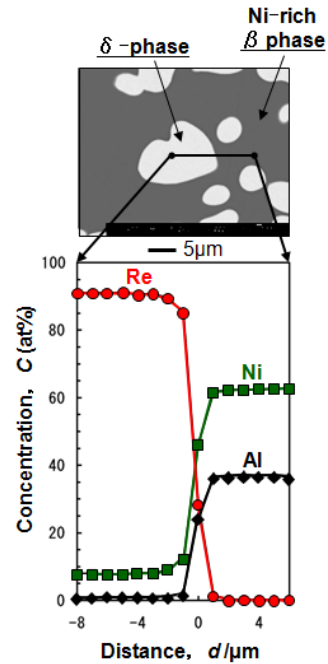 Ni-rich
δ-phase β phase
5μm
100
Re
80
Ni
60
40
Al
20
0
-8 -4 0 4
Concentration, C (at%)
Distance, d/μm